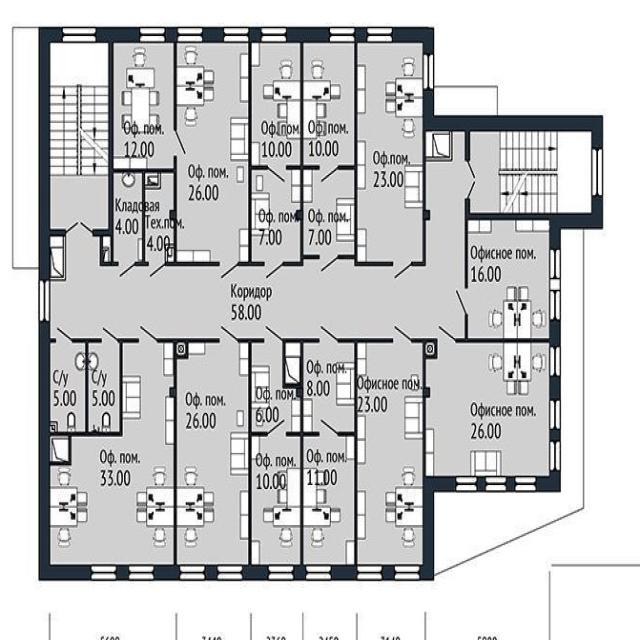 Оф. пом.
12.00
Оф. пом.
26.00
Оф. пом.
10.00
Оф. пом.
10.00
Оф.пом.
23.00
Кладовая
4.00
Тех.пом.
4.00
Оф. пом.
7.00
Оф. пом.
7.00
Офисное пом.
16.00
Коридор
58.00
С/у
5.00
С/у
5.00
Оф. пом.
26.00
Оф. пом.
6.00
Оф. пом.
8.00
Офисное пом.
23.00
Офисное пом.
26.00
Оф. пом.
33.00
Оф. пом.
10.00
Оф. пом.
11.00